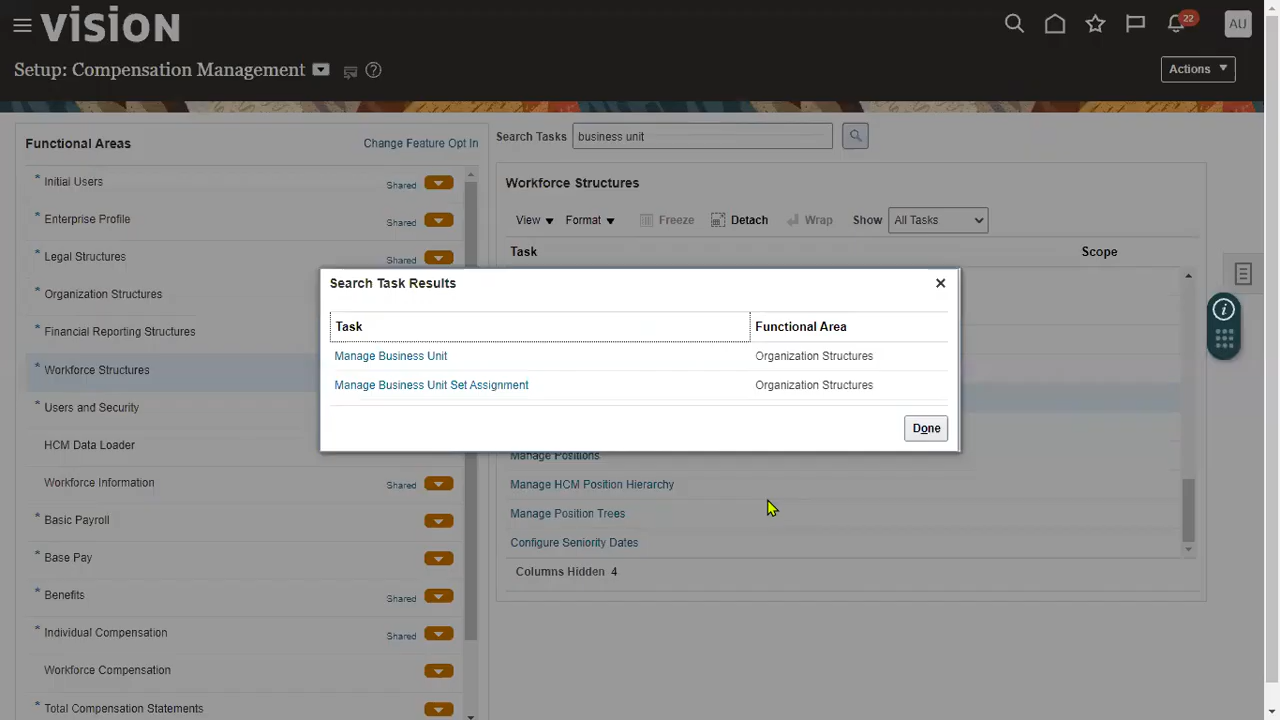 VISION
22
AU
Setup: Compensation Management
Actions
Functional Areas
Change Feature Opt In
Search Tasks
business unit
* Initial Users
Shared
* Enterprise Profile
Shared
* Legal Structures
Shared
* Organization Structures
* Financial Reporting Structures
* Workforce Structures
* Users and Security
HCM Data Loader
Workforce Information
Shared
* Basic Payroll
* Base Pay
* Benefits
Shared
* Individual Compensation
Shared
Workforce Compensation
* Total Compensation Statements
Workforce Structures
View
Format
Freeze
Detach
Wrap
Show
All Tasks
Task
Scope
Search Task Results
Task
Functional Area
Manage Business Unit
Organization Structures
Manage Business Unit Set Assignment
Organization Structures
Done
Manage Positions
Manage HCM Position Hierarchy
Manage Position Trees
Configure Seniority Dates
Columns Hidden 4